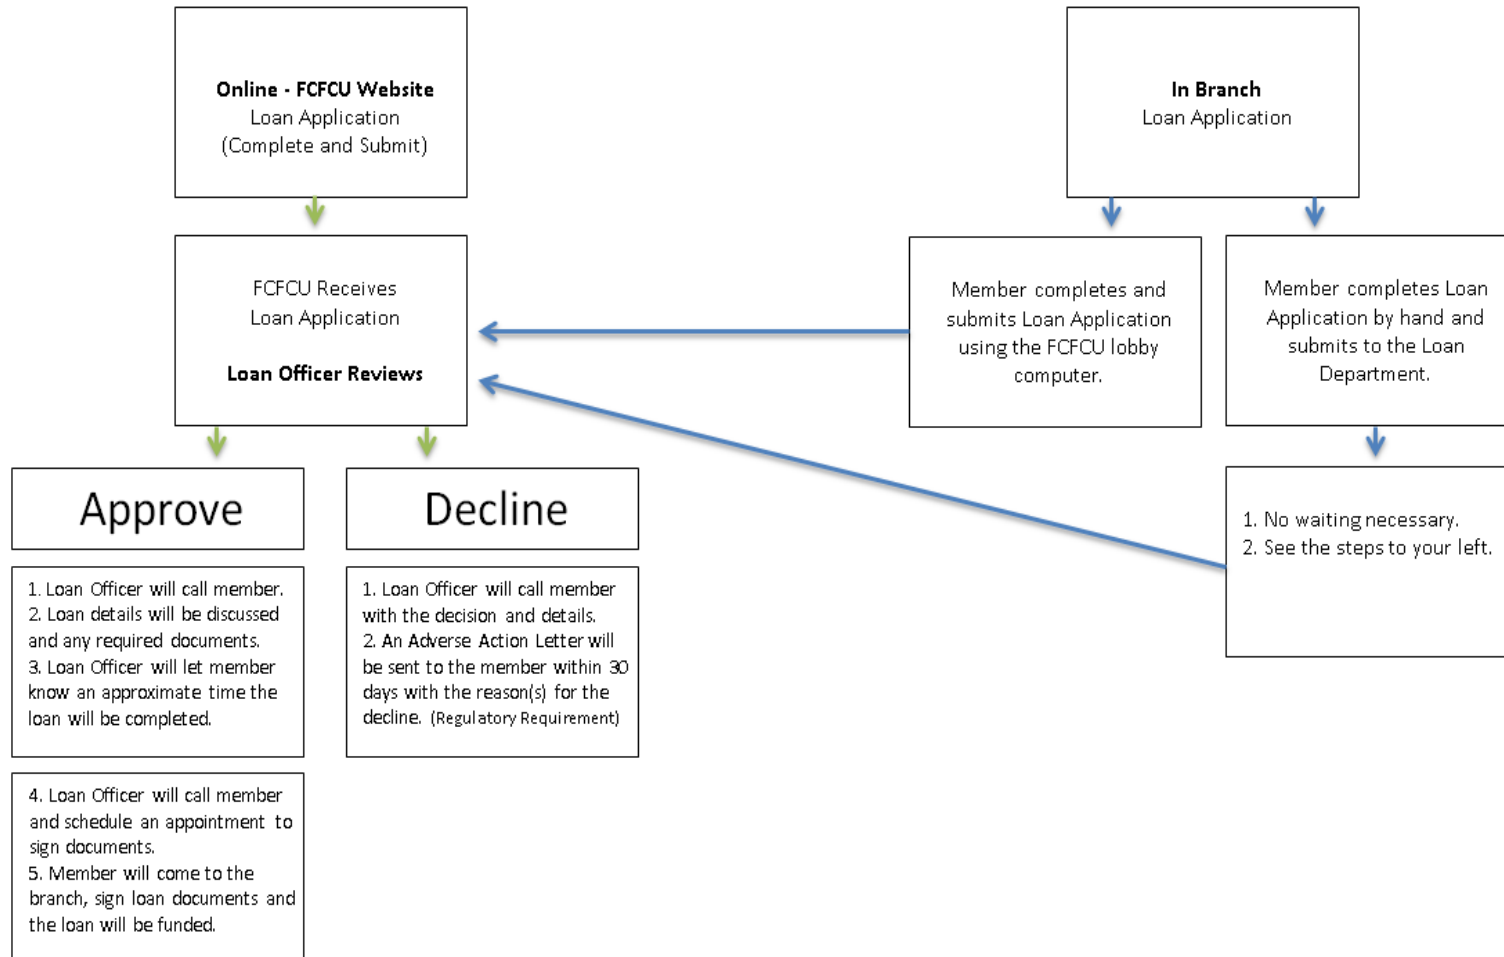 Online - FCFCU Website
Loan Application
(Complete and Submit)
In Branch
Loan Application
FCFCU Receives
Loan Application
Loan Officer Reviews
Member completes and
submits Loan Application
using the FCFCU lobby
computer.
Member completes Loan
Application by hand and
submits to the Loan
Department.
Approve
Decline
1. No waiting necessary.
2. See the steps to your left.
1. Loan Officer will call member.
2. Loan details will be discussed
and any required documents.
3. Loan Officer will let member
know an approximate time the
loan will be completed.
1. Loan Officer will call member
with the decision and details.
2. An Adverse Action Letter will
be sent to the member within 30
days with the reason(s) for the
decline. (Regulatory Requirement)
4. Loan Officer will call member
and schedule an appointment to
sign documents.
5. Member will come to the
branch, sign loan documents and
the loan will be funded.